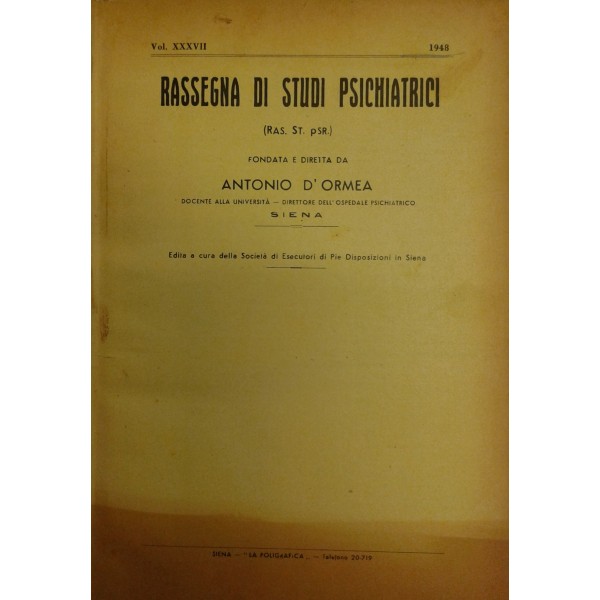 Vol. XXXVII 1948
RASSEGNA DI STUDI PSICHIATRICI
(RAS. ST. pSR.)
FONDATA E DIRETTA DA
ANTONIO D'ORMEA
DOCENTE ALLA UNIVERSITÀ — DIRETTORE DELL'OSPEDALE PSICHIATRICO
SIENA
Edita a cura della Società di Esecutori di Pie Disposizioni in Siena
SIENA — "LA POLIGRAFICA„ — Telefono 20-719